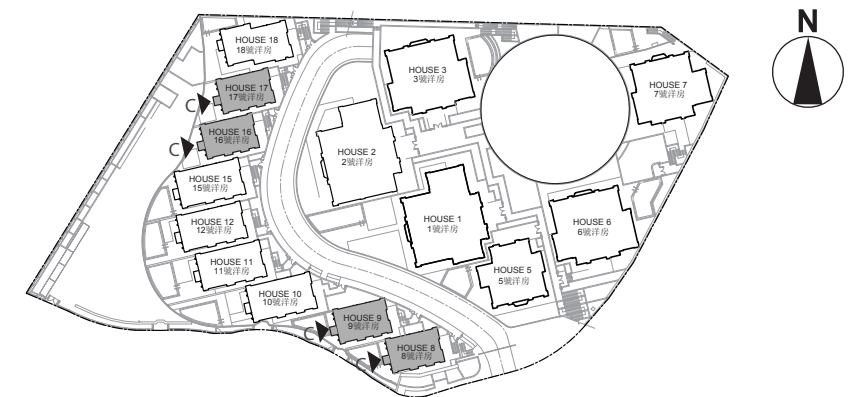 N
HOUSE 18
18號洋房
HOUSE 17
17號洋房
C
HOUSE 16
16號洋房
C
HOUSE 15
15號洋房
HOUSE 12
12號洋房
HOUSE 11
11號洋房
HOUSE 10
10號洋房
HOUSE 9
9號洋房
C
HOUSE 8
8號洋房
C
HOUSE 3
3號洋房
HOUSE 2
2號洋房
HOUSE 1
1號洋房
HOUSE 5
5號洋房
HOUSE 6
6號洋房
HOUSE 7
7號洋房